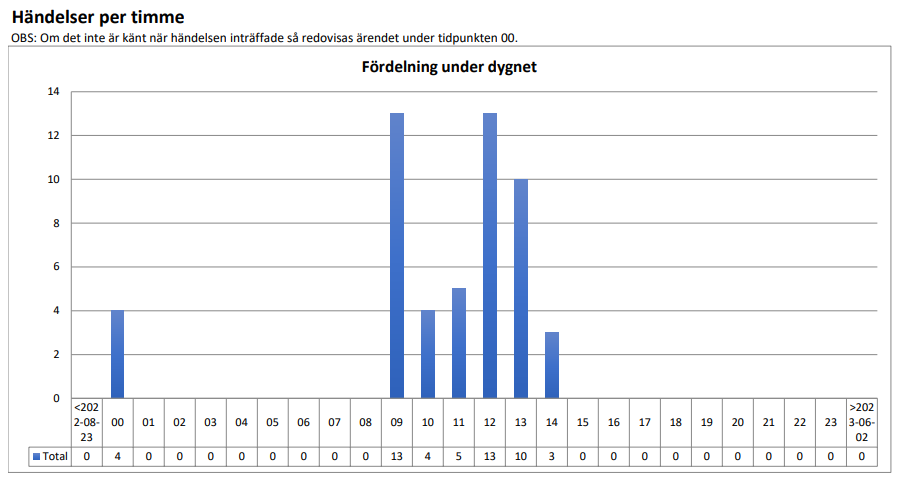 Händelser per timme
OBS: Om det inte är känt när händelsen inträffade så redovisas ärendet under tidpunkten 00.
Fördelning under dygnet
14
12
10
8
6
4
2
0
<202 00 01 02 03 04 05 06 07 08 09 10 11 12 13 14 15 16 17 18 19 20 21 22 23 >202
2-08- 3-06-
23 02
Total 0 4 0 0 0 0 0 0 0 0 13 4 5 13 10 3 0 0 0 0 0 0 0 0 0 0